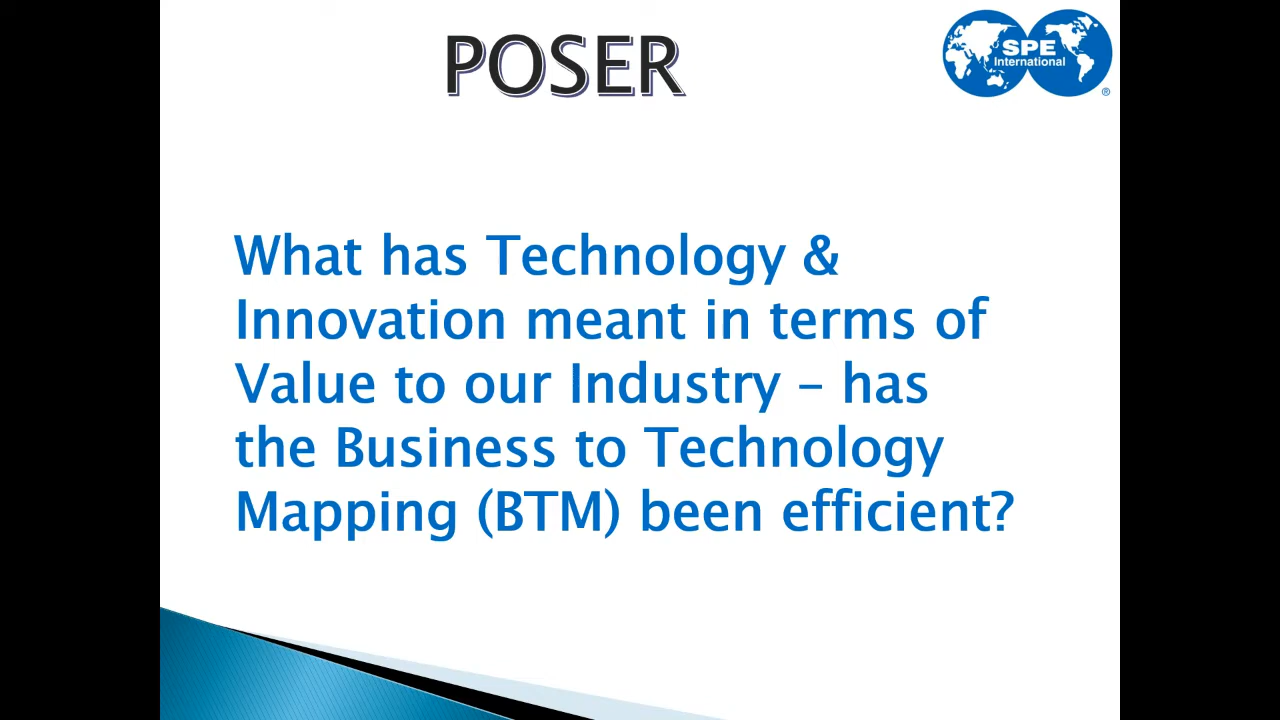 POSER
SPE
International
®
What has Technology &
Innovation meant in terms of
Value to our Industry – has
the Business to Technology
Mapping (BTM) been efficient?